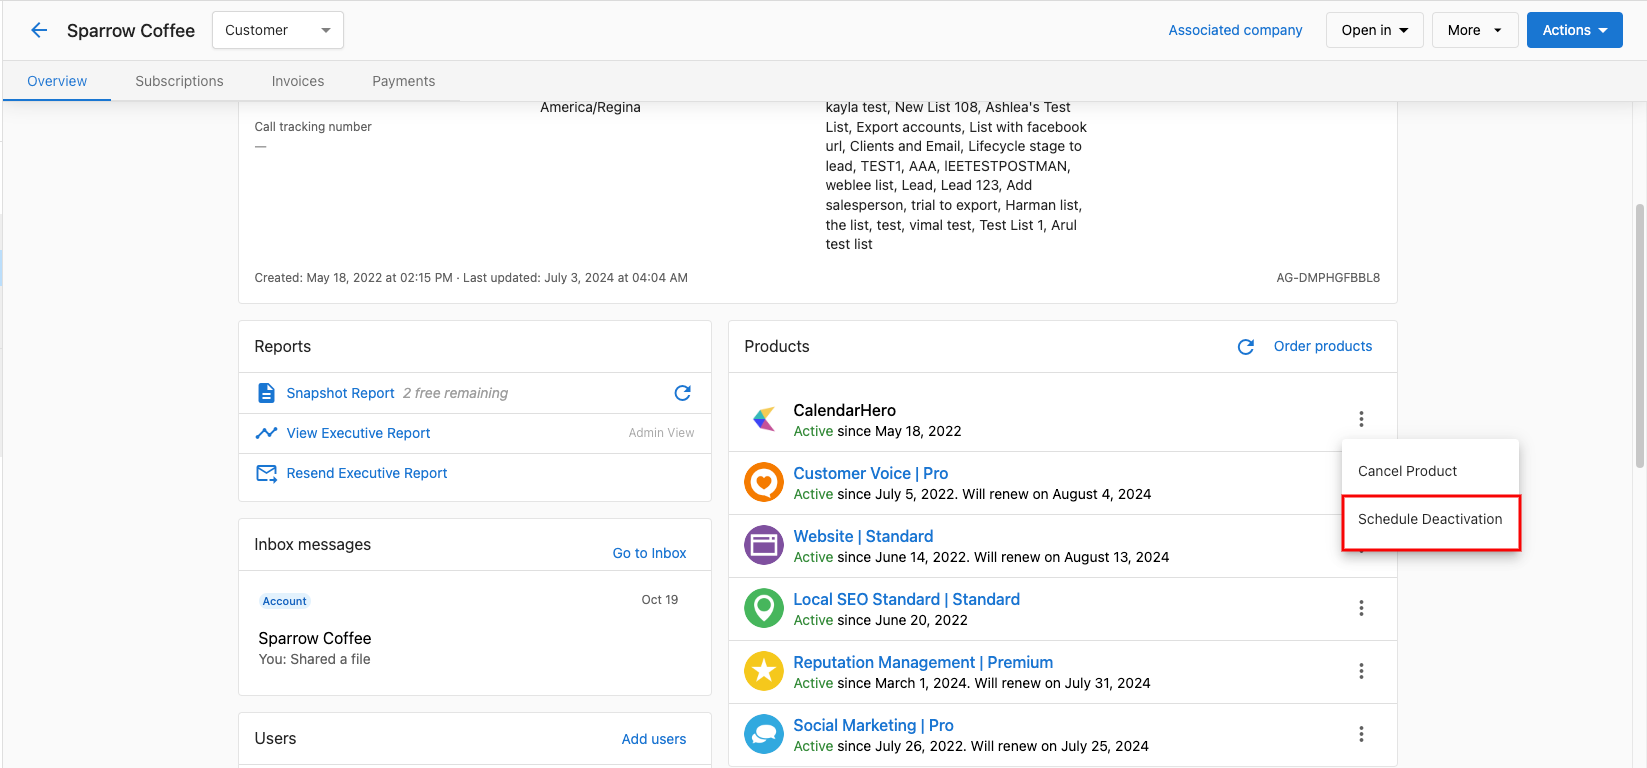 Sparrow Coffee
Customer
Associated company
Open in
More
Actions
Overview
Subscriptions
Invoices
Payments
America/Regina
Call tracking number
—
kayla test, New List 108, Ashlea's Test
List, Export accounts, List with facebook
url, Clients and Email, Lifecycle stage to
lead, TEST1, AAA, IEETESTPOSTMAN,
weblee list, Lead, Lead 123, Add
salesperson, trial to export, Harman list,
the list, test, vimal test, Test List 1, Arul
test list
Created: May 18, 2022 at 02:15 PM · Last updated: July 3, 2024 at 04:04 AM
AG-DMPHGFBBL8
Reports
Snapshot Report 2 free remaining
View Executive Report
Admin View
Resend Executive Report
Inbox messages
Go to Inbox
Account
Oct 19
Sparrow Coffee
You: Shared a file
Users
Add users
Products
Order products
CalendarHero
Active since May 18, 2022
Cancel Product
Schedule Deactivation
Customer Voice | Pro
Active since July 5, 2022. Will renew on August 4, 2024
Website | Standard
Active since June 14, 2022. Will renew on August 13, 2024
Local SEO Standard | Standard
Active since June 20, 2022
Reputation Management | Premium
Active since March 1, 2024. Will renew on July 31, 2024
Social Marketing | Pro
Active since July 26, 2022. Will renew on July 25, 2024